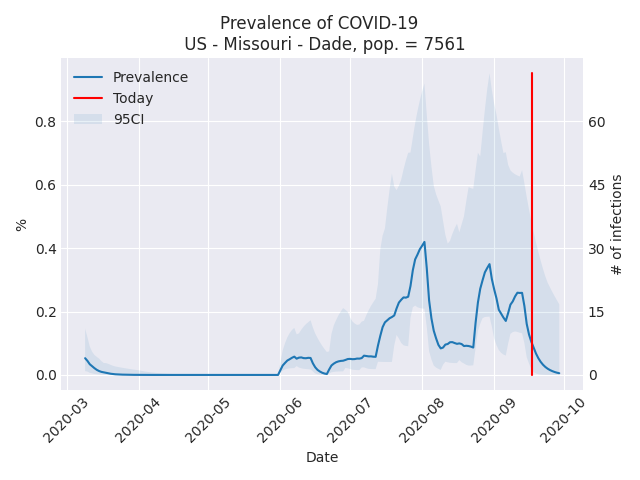 Prevalence of COVID-19
US - Missouri - Dade, pop. = 7561
Prevalence
Today
95CI
0.8
0.6
0.4
0.2
0.0
%
60
45
30
15
0
# of infections
2020-03
2020-04
2020-05
2020-06
2020-07
2020-08
2020-09
2020-10
Date